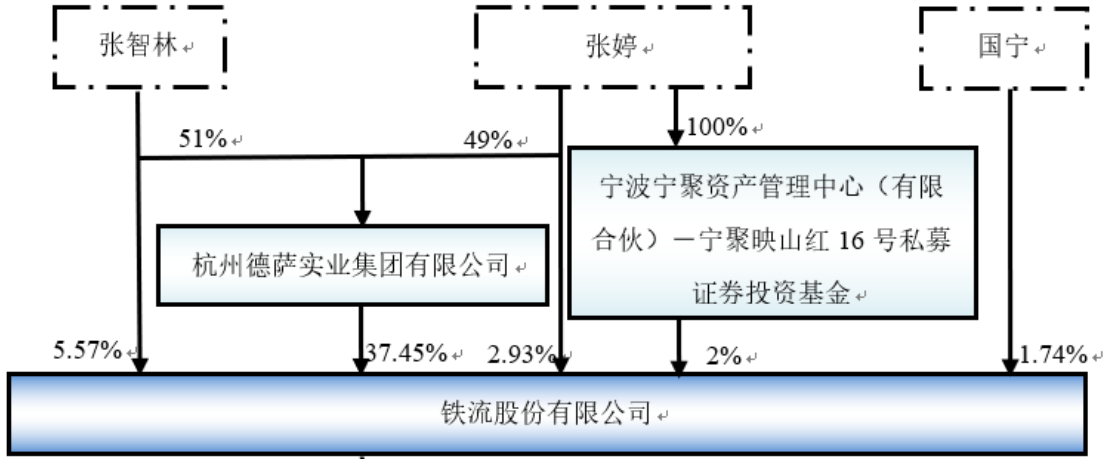 张智林
张婷
国宁
51%
49%
100%
宁波宁聚资产管理中心（有限
合伙）－宁聚映山红 16 号私募
证券投资基金
杭州德萨实业集团有限公司
5.57%
37.45%
2.93%
2%
1.74%
铁流股份有限公司